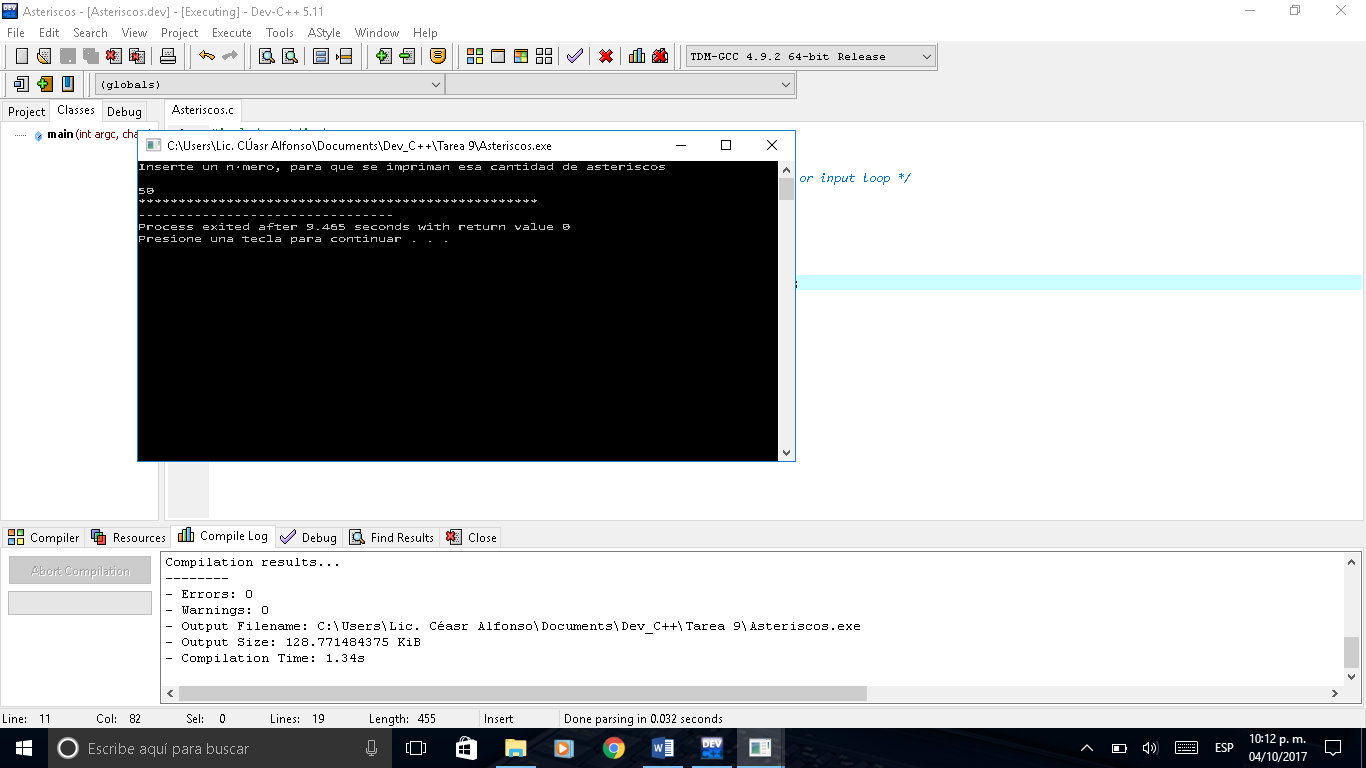 Asteriscos - [Asteriscos.dev] - [Executing] - Dev-C++ 5.11
File Edit Search View Project Execute Tools AStyle Window Help
TDM-GCC 4.9.2 64-bit Release
(globals)
Project Classes Debug
Asteriscos.c
main (int argc, cha
C:\Users\Lic. CÚasr Alfonso\Documents\Dev_C++\Tarea 9\Asteriscos.exe
Inserte un n·mero, para que se impriman esa cantidad de asteriscos
or input loop */
50
**************************************************
--------------------------------
Process exited after 9.465 seconds with return value 0
Presione una tecla para continuar . . .
Compiler Resources Compile Log Debug Find Results Close
Abort Compilation
Compilation results...
--------
- Errors: 0
- Warnings: 0
- Output Filename: C:\Users\Lic. Céasr Alfonso\Documents\Dev_C++\Tarea 9\Asteriscos.exe
- Output Size: 128.771484375 KiB
- Compilation Time: 1.34s
Line: 11 Col: 82 Sel: 0 Lines: 19 Length: 455 Insert Done parsing in 0.032 seconds
Escribe aquí para buscar
ESP
10:12 p. m.
04/10/2017